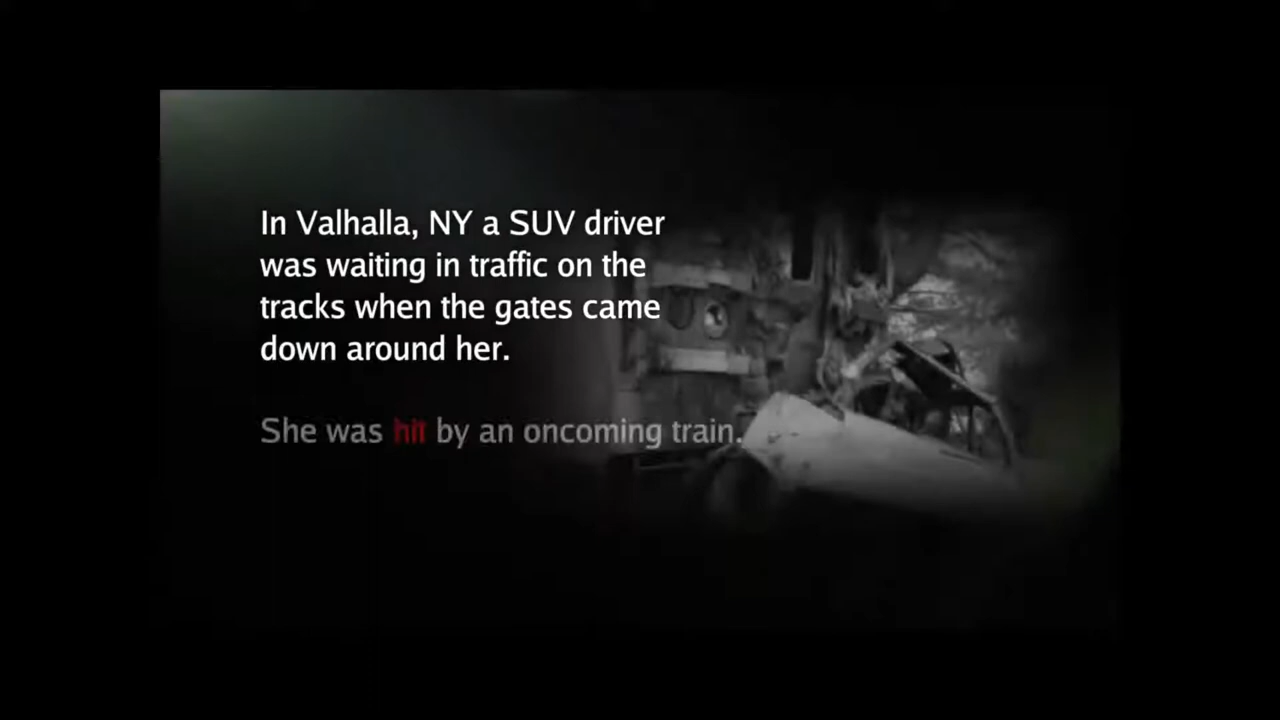 In Valhalla, NY a SUV driver
was waiting in traffic on the
tracks when the gates came
down around her.
She was hit by an oncoming train.